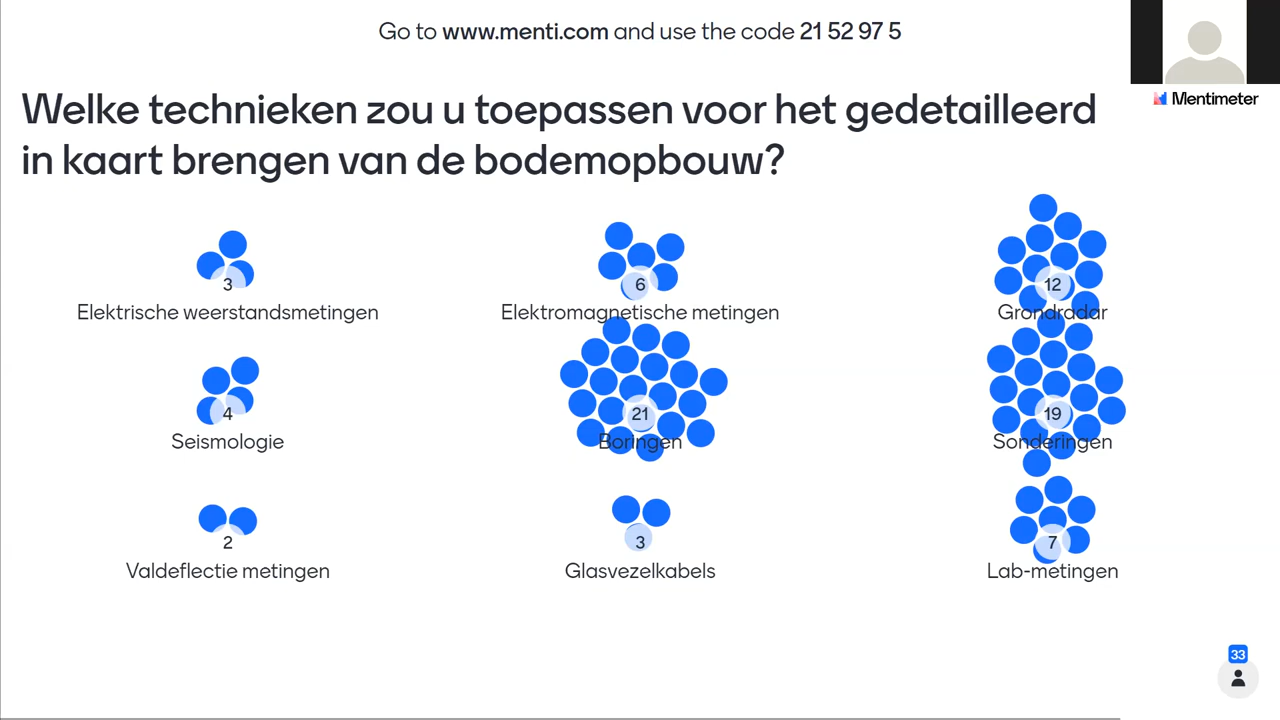 Go to www.menti.com and use the code 21 52 97 5
Mentimeter
Welke technieken zou u toepassen voor het gedetailleerd
in kaart brengen van de bodemopbouw?
3
Elektrische weerstandsmetingen
6
Elektromagnetische metingen
12
Grondradar
4
Seismologie
21
Boringen
19
Sonderingen
2
Valdeflectie metingen
3
Glasvezelkabels
7
Lab-metingen
33